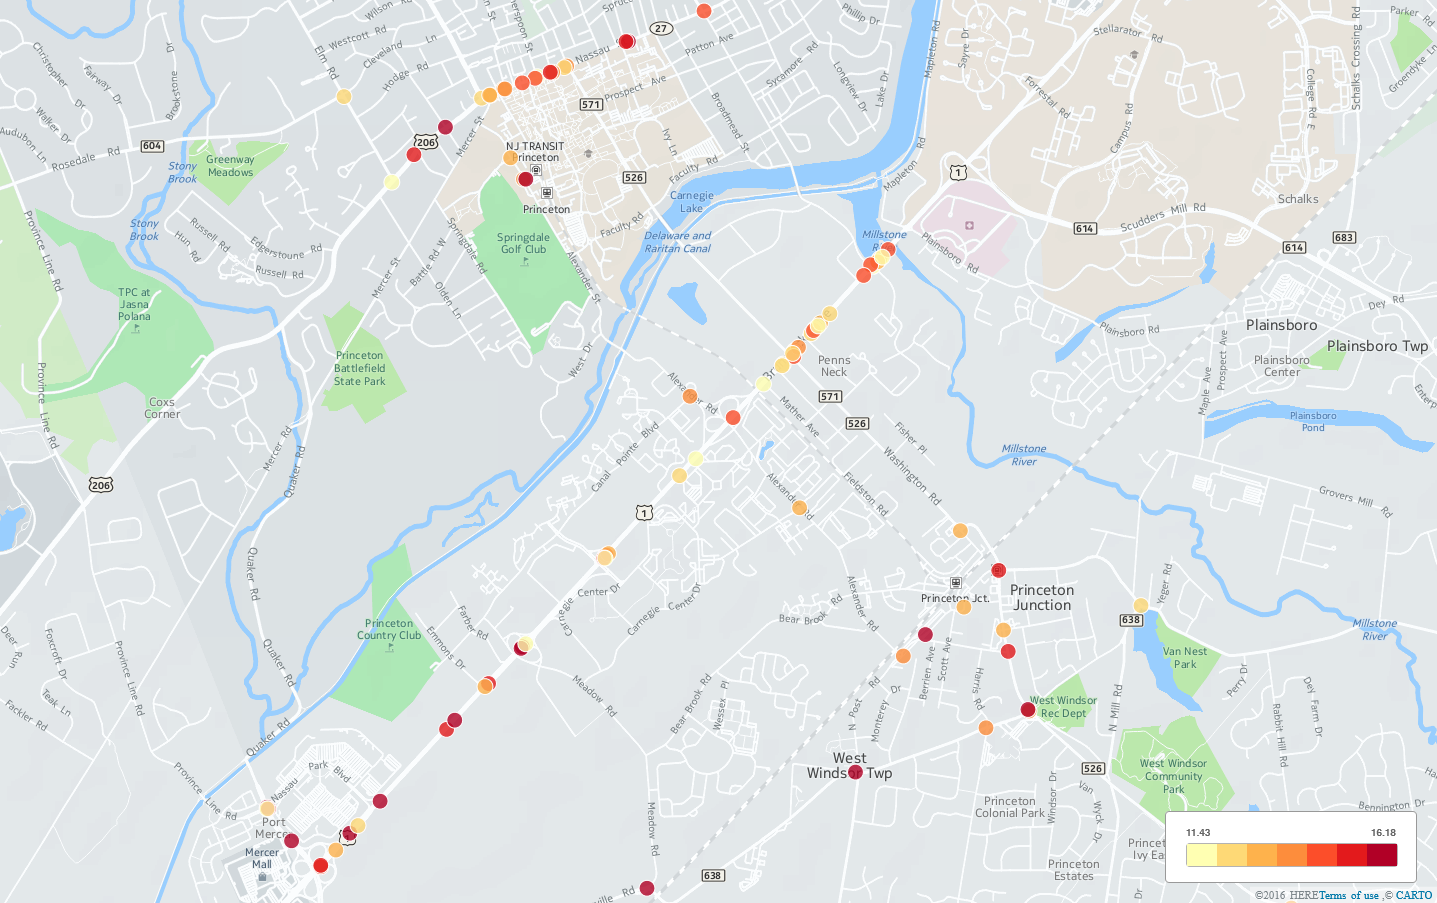 Wilson Rd
Mercer St
Spruce
Phillip Dr
Westcott Rd
Cleveland Ln
Elm Rd
Hodge Rd
27
Nassau
Patton Ave
Mapleton Rd
Sayre Dr
Stellarator Rd
Parker Rd
Schalks Crossing Rd
Groendyke Ln
College Rd E
Christopher Dr
Fairway Dr
Walker Dr
Brookstone Dr
Sycamore Rd
Longview Dr
Lake Dr
Forrestal Rd
Campus Rd
571
Prospect Ave
Broadmead St
Audubon Ln
Rosedale Rd
604
206
Mercer St
NJ TRANSIT
Princeton
Ivy Ln
Faculty Rd
526
Mapleton Rd
1
Stony
Brook
Greenway
Meadows
Carnegie
Lake
Princeton
Faculty Rd
Scudders Mill Rd
614
Schalks
614
683
Stony
Brook
Russell Rd
Hun Rd
Edgerstoune Rd
Russell Rd
Battle Rd W
Springdale Rd
Springdale
Golf Club
Delaware and
Raritan Canal
Millstone
Plainsboro Rd
Province Line Rd
Mercer St
Olden Ln
Alexander St
TPC at
Jasna
Polana
Dey Rd
Plainsboro
Plainsboro Rd
Plainsboro Twp
Princeton
Battlefield
State Park
West Dr
Penns
Neck
Plainsboro
Center
Prospect Ave
Maple Ave
Province Line Rd
Coxs
Corner
571
526
Mather Ave
Fisher Pl
Plainsboro
Pond
Mercer Rd
Quaker Rd
Canal Pointe Blvd
Washington Rd
Millstone
River
206
Fieldston Rd
Grovers Mill Rd
1
Quaker Rd
Center Dr
Carnegie
Carnegie Center Dr
Alexander Rd
Bear Brook Rd
Princeton Jct.
Princeton
Junction
Yeger Rd
638
Millstone
River
Deer Run
Foxcroft Dr
Teak Ln
Fackler Rd
Province Line Rd
Quaker Rd
Princeton
Country Club
Farber Rd
Emmons Dr
Meadow Rd
Bear Brook Rd
Wessex Pl
N Post Rd
Monterey Dr
Berrien Ave
Scott Ave
Harris Rd
Van Nest
Park
Perry Dr
Dey Farm Dr
Rabbit Hill Rd
West Windsor
Rec Dept
N Mill Rd
Quaker Rd
Province Line Rd
Nassau Park Blvd
West
Windsor Twp
526
West Windsor
Community
Park
Port
Mercer
Mercer
Mall
Meadow Rd
Princeton
Colonial Park
Windsor Dr
Van Wyck Dr
Bennington Dr
Princeton
Estates
638
Dr
11.43
16.18
©2016 HERE Terms of use , © CARTO